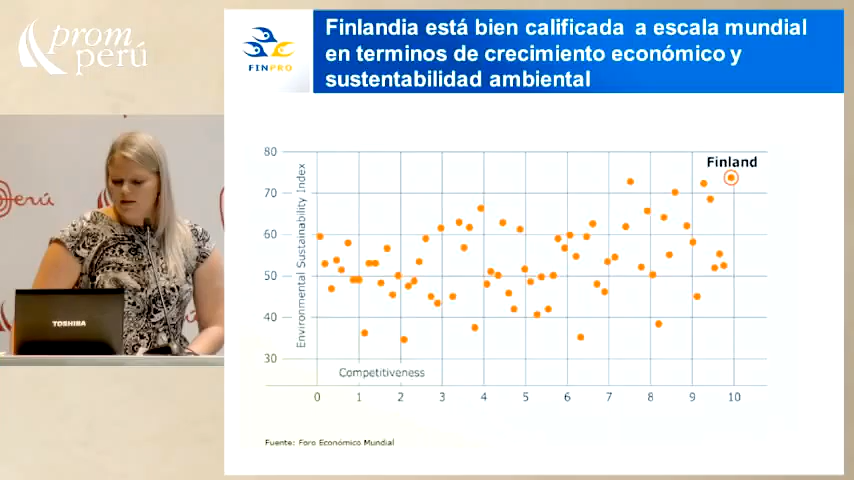 prom
perú
FINPRO
Finlandia está bien calificada a escala mundial
en terminos de crecimiento económico y
sustentabilidad ambiental
Finland
Environmental Sustainability Index
80
70
60
50
40
30
Competitiveness
0 1 2 3 4 5 6 7 8 9 10
Fuente: Foro Económico Mundial
erú
TOSHIBA